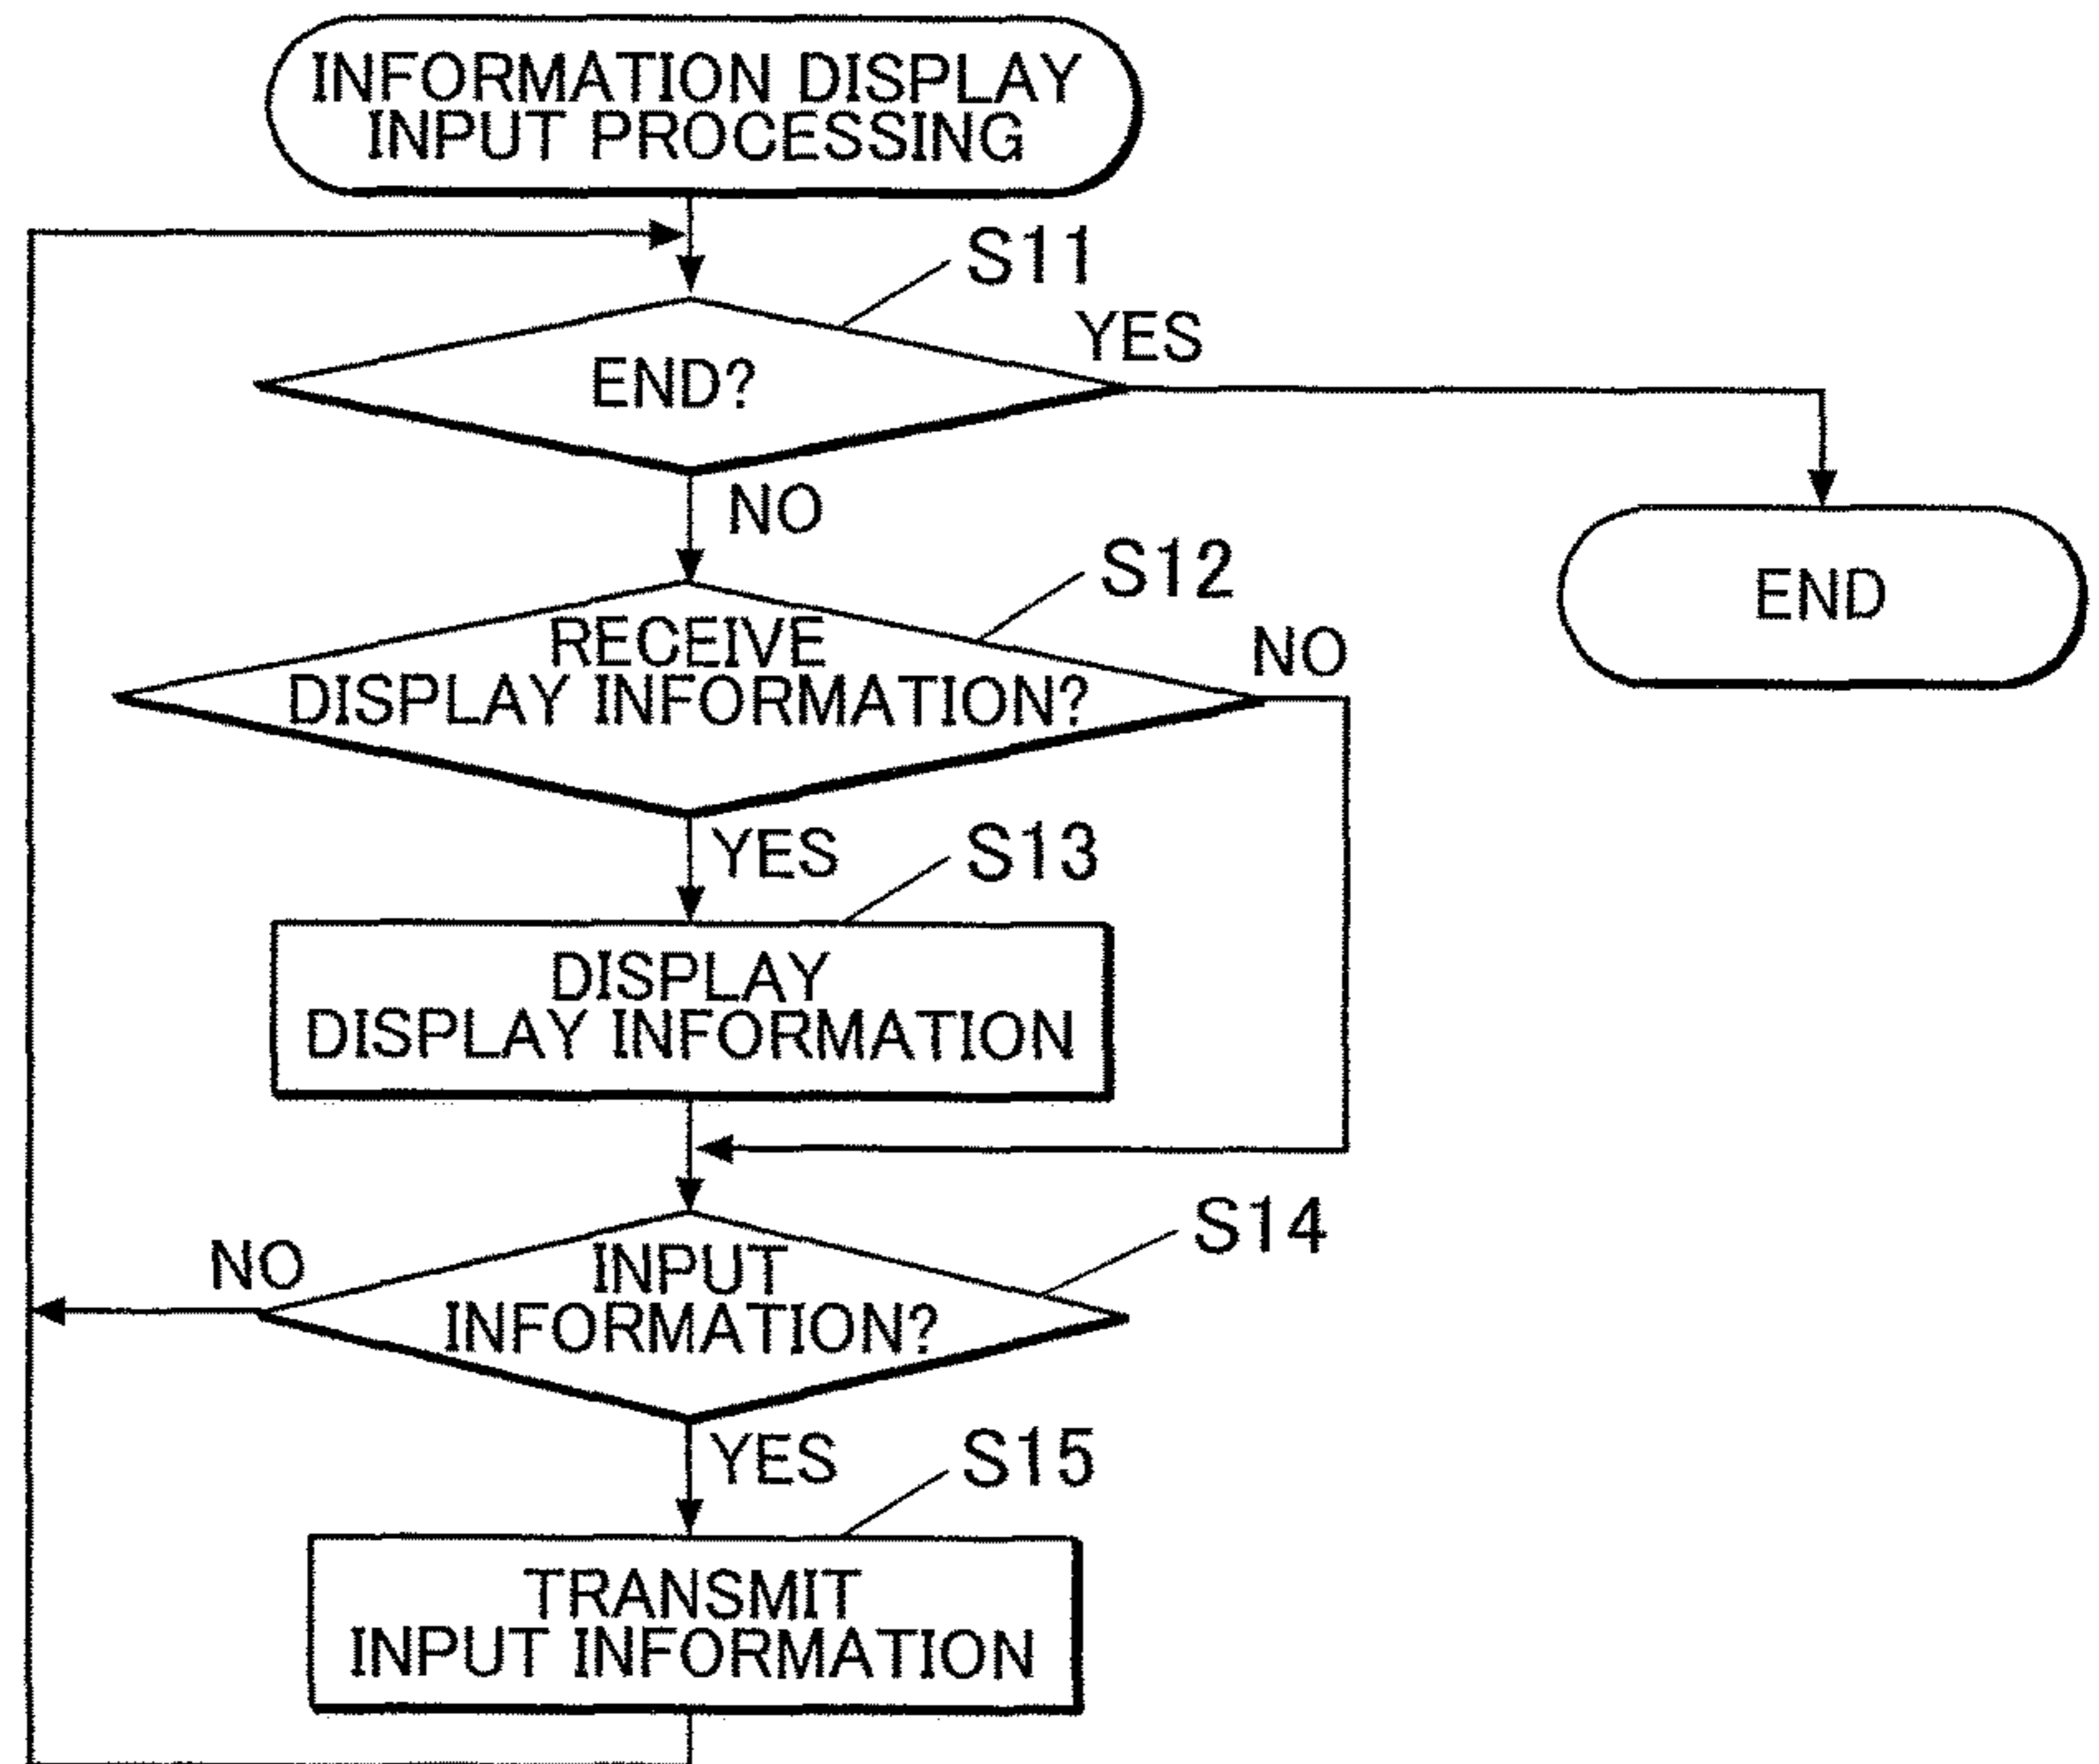 INFORMATION DISPLAY
INPUT PROCESSING
S11
END?
YES
NO
END
S12
RECEIVE
DISPLAY INFORMATION?
NO
YES
S13
DISPLAY
DISPLAY INFORMATION
S14
INPUT
INFORMATION?
NO
YES
S15
TRANSMIT
INPUT INFORMATION